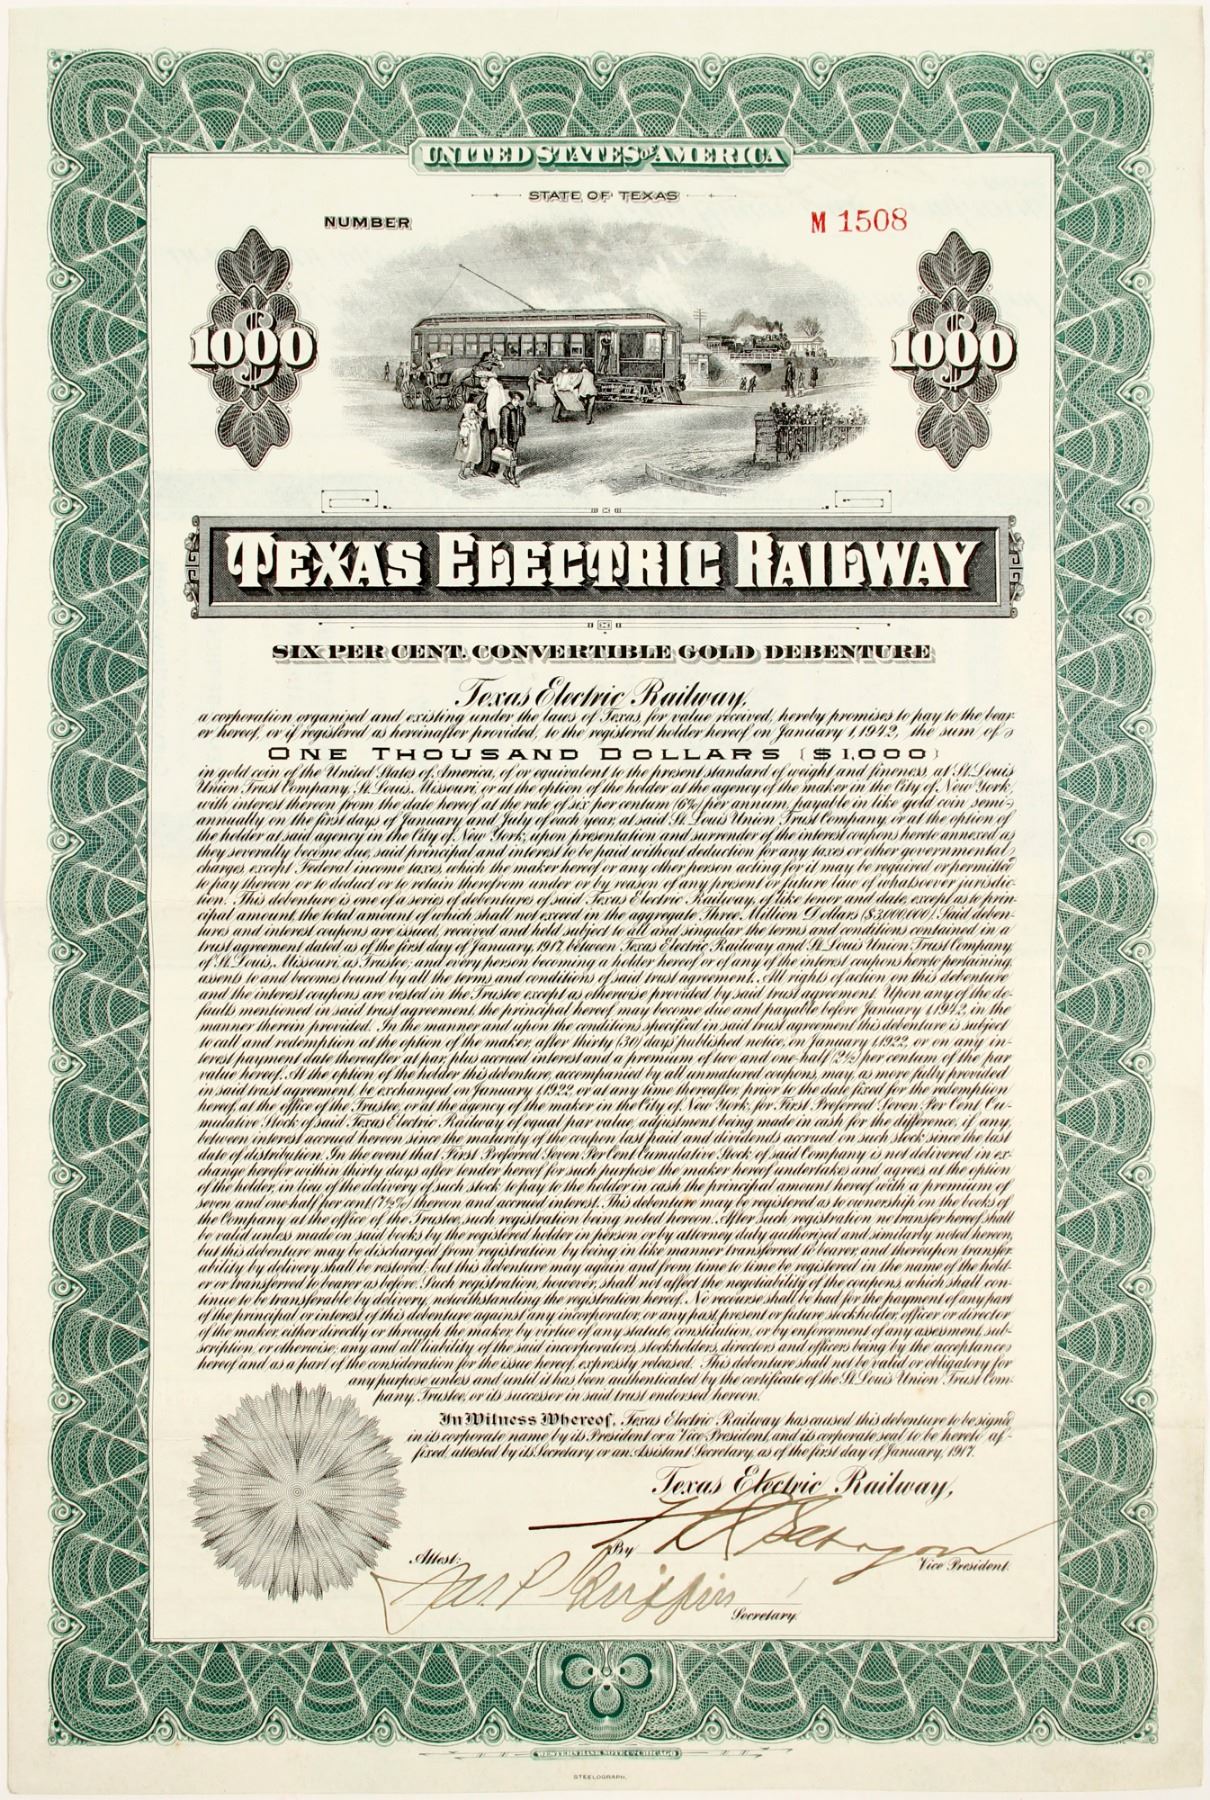 UNITED STATES OF AMERICA
STATE OF TEXAS
NUMBER
M 1508
$1000
$1000
TEXAS ELECTRIC RAILWAY
SIX PER CENT. CONVERTIBLE GOLD DEBENTURE
Texas Electric Railway,
a corporation organized and existing under the laws of Texas, for value received, hereby promises to pay to the bear-
er hereof, or if registered as hereinafter provided, to the registered holder hereof on January 1, 1942, the sum of
ONE THOUSAND DOLLARS ($1,000)
in gold coin of the United States of America, of or equivalent to the present standard of weight and fineness, at St. Louis
Union Trust Company, St. Louis, Missouri, or at the option of the holder at the agency of the maker in the City of New York,
with interest thereon from the date hereof at the rate of six per centum (6%) per annum, payable in like gold coin semi-
annually on the first days of January and July of each year, at said St. Louis Union Trust Company, or at the option of
the holder at said agency in the City of New York, upon presentation and surrender of the interest coupons hereto annexed as
they severally become due, said principal and interest to be paid without deduction for any taxes or other governmental
charges, except Federal income taxes, which the maker hereof or any other person acting for it may be required or permitted
to pay thereon or to deduct or to retain therefrom under or by reason of any present or future law of whatsoever jurisdic-
tion. This debenture is one of a series of debentures of said Texas Electric Railway, of like tenor and date, except as to prin-
cipal amount, the total amount of which shall not exceed in the aggregate Three Million Dollars ($3,000,000). Said deben-
tures and interest coupons are issued, received and held subject to all and singular the terms and conditions contained in a
trust agreement dated as of the first day of January, 1917, between Texas Electric Railway and St. Louis Union Trust Company,
of St. Louis, Missouri, as Trustee; and every person becoming a holder hereof or of any of the interest coupons hereto pertaining,
assents to and becomes bound by all the terms and conditions of said trust agreement. All rights of action on this debenture
and the interest coupons are vested in the Trustee except as otherwise provided by said trust agreement. Upon any of the de-
faults mentioned in said trust agreement, the principal hereof may become due and payable before January 1, 1942, in the
manner therein provided. In the manner and upon the conditions specified in said trust agreement this debenture is subject
to call and redemption at the option of the maker, after thirty (30) days' published notice, on January 1, 1922, or on any in-
terest payment date thereafter at par, plus accrued interest and a premium of two and one-half (2½) per centum of the par
value hereof. At the option of the holder this debenture, accompanied by all unmatured coupons, may, as more fully provided
in said trust agreement, be exchanged on January 1, 1922, or at any time thereafter, prior to the date fixed for the redemption
hereof, at the office of the Trustee, or at the agency of the maker in the City of New York, for First Preferred Seven Per Cent Cu-
mulative Stock of said Texas Electric Railway of equal par value, adjustment being made in cash for the difference, if any,
between interest accrued hereon since the maturity of the coupon last paid and dividends accrued on such stock since the last
date of distribution. In the event that First Preferred Seven Per Cent Cumulative Stock of said Company is not delivered in ex-
change herefor within thirty days after tender hereof for such purpose the maker hereof undertakes and agrees, at the option
of the holder, in lieu of the delivery of such stock to pay to the holder in cash the principal amount hereof with a premium of
seven and one-half per cent (7½%) thereon and accrued interest. This debenture may be registered as to ownership on the books of
the Company at the office of the Trustee, such registration being noted hereon. After such registration no transfer hereof shall
be valid unless made on said books by the registered holder in person or by attorney duly authorized and similarly noted hereon,
but this debenture may be discharged from registration by being in like manner transferred to bearer, and thereupon transfer-
ability by delivery shall be restored; but this debenture may again and from time to time be registered in the name of the hold-
er or transferred to bearer as before. Such registration, however, shall not affect the negotiability of the coupons, which shall con-
tinue to be transferable by delivery, notwithstanding the registration hereof. No recourse shall be had for the payment of any part
of the principal or interest of this debenture against any incorporator, or any past, present or future stockholder, officer or director
of the maker, either directly or through the maker, by virtue of any statute, constitution, or by enforcement of any assessment, sub-
scription, or otherwise; any and all liability of the said incorporators, stockholders, directors and officers being by the acceptance
hereof and as a part of the consideration for the issue hereof, expressly released. This debenture shall not be valid or obligatory for
any purpose unless and until it has been authenticated by the certificate of the St. Louis Union Trust Com-
pany, Trustee, or its successor in said trust endorsed hereon.
In Witness Whereof, Texas Electric Railway has caused this debenture to be signed
in its corporate name by its President or a Vice President, and its corporate seal to be hereto af-
fixed, attested by its Secretary or an Assistant Secretary, as of the first day of January, 1917.
Texas Electric Railway,
By
Vice President.
Attest:
Jas. P. Griffin
Secretary.
WESTERN BANK NOTE CO. CHICAGO
STEELOGRAPH.